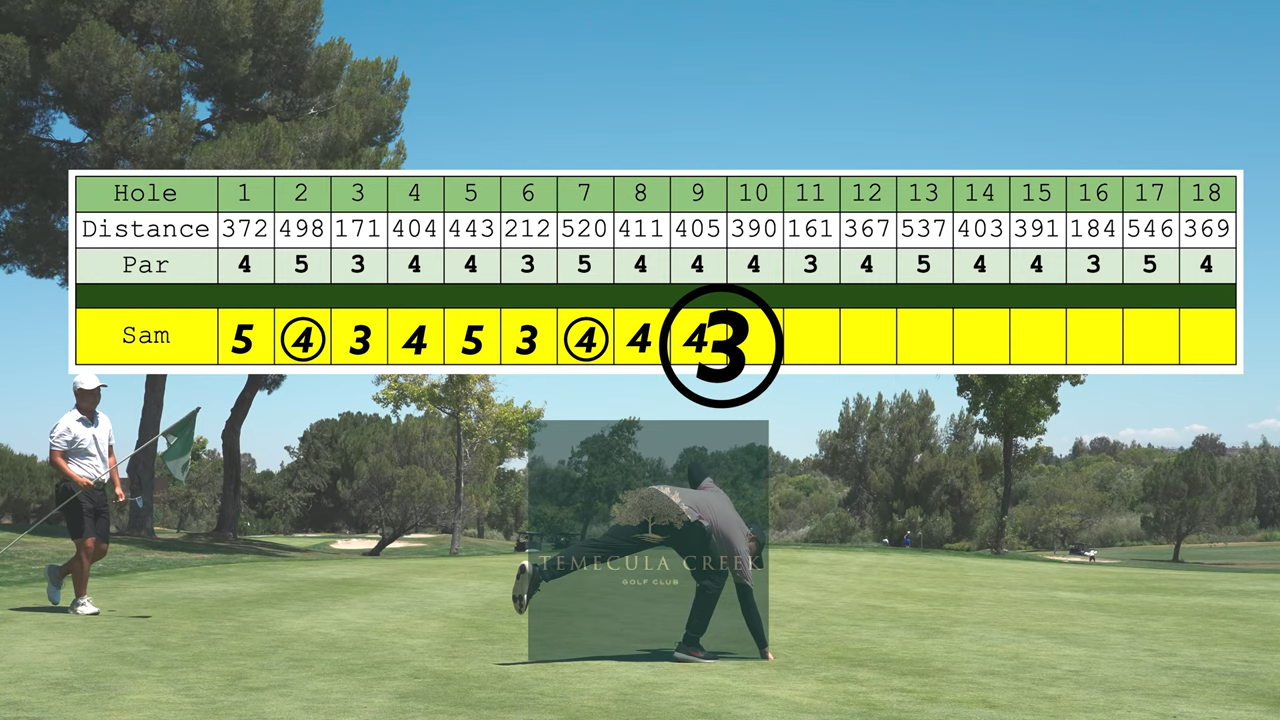 Hole 1 2 3 4 5 6 7 8 9 10 11 12 13 14 15 16 17 18
Distance 372 498 171 404 443 212 520 411 405 390 161 367 537 403 391 184 546 369
Par 4 5 3 4 4 3 5 4 4 4 3 4 5 4 4 3 5 4
Sam 5 4 3 4 5 3 4 4 4 3
TEMECULA CREEK
GOLF CLUB